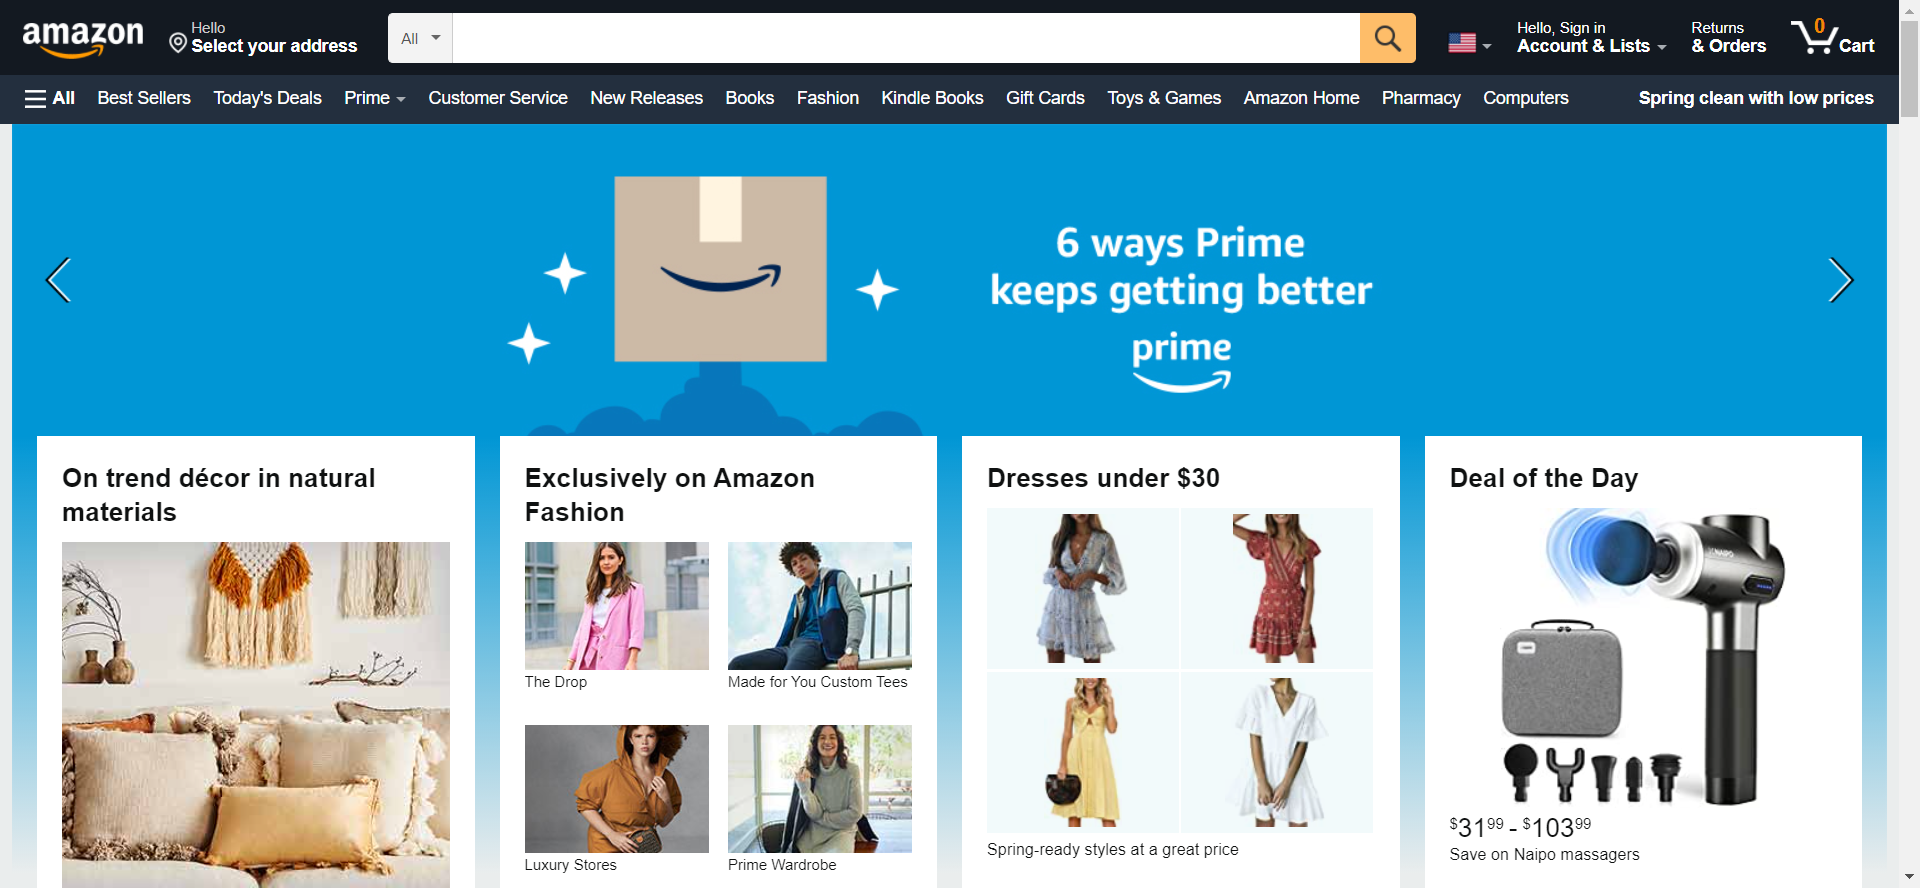 amazon
Hello
Select your address
All
Hello, Sign in
Account & Lists
Returns
& Orders
0
Cart
All
Best Sellers
Today's Deals
Prime
Customer Service
New Releases
Books
Fashion
Kindle Books
Gift Cards
Toys & Games
Amazon Home
Pharmacy
Computers
Spring clean with low prices
6 ways Prime
keeps getting better
prime
On trend décor in natural
materials
Exclusively on Amazon
Fashion
The Drop
Made for You Custom Tees
Luxury Stores
Prime Wardrobe
Dresses under $30
Spring-ready styles at a great price
Deal of the Day
NAIPO
$31.99 - $103.99
Save on Naipo massagers